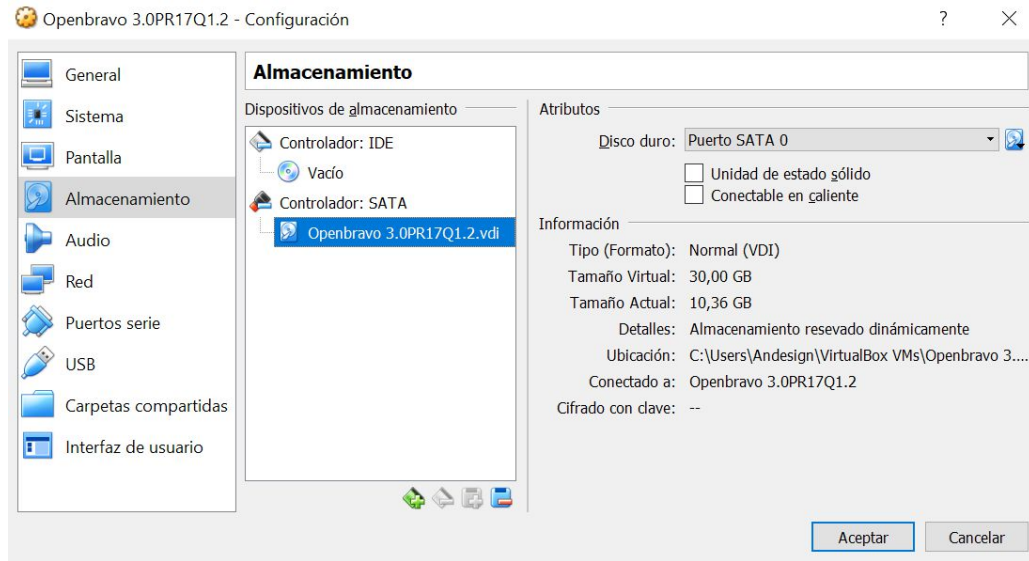 Openbravo 3.0PR17Q1.2 - Configuración
?
General
Sistema
Pantalla
Almacenamiento
Audio
Red
Puertos serie
USB
Carpetas compartidas
Interfaz de usuario
Almacenamiento
Dispositivos de almacenamiento
Controlador: IDE
Vacío
Controlador: SATA
Openbravo 3.0PR17Q1.2.vdi
Atributos
Disco duro: Puerto SATA 0
Unidad de estado sólido
Conectable en caliente
Información
Tipo (Formato): Normal (VDI)
Tamaño Virtual: 30,00 GB
Tamaño Actual: 10,36 GB
Detalles: Almacenamiento resevado dinámicamente
Ubicación: C:\Users\Andesign\VirtualBox VMs\Openbravo 3....
Conectado a: Openbravo 3.0PR17Q1.2
Cifrado con clave: --
Aceptar Cancelar